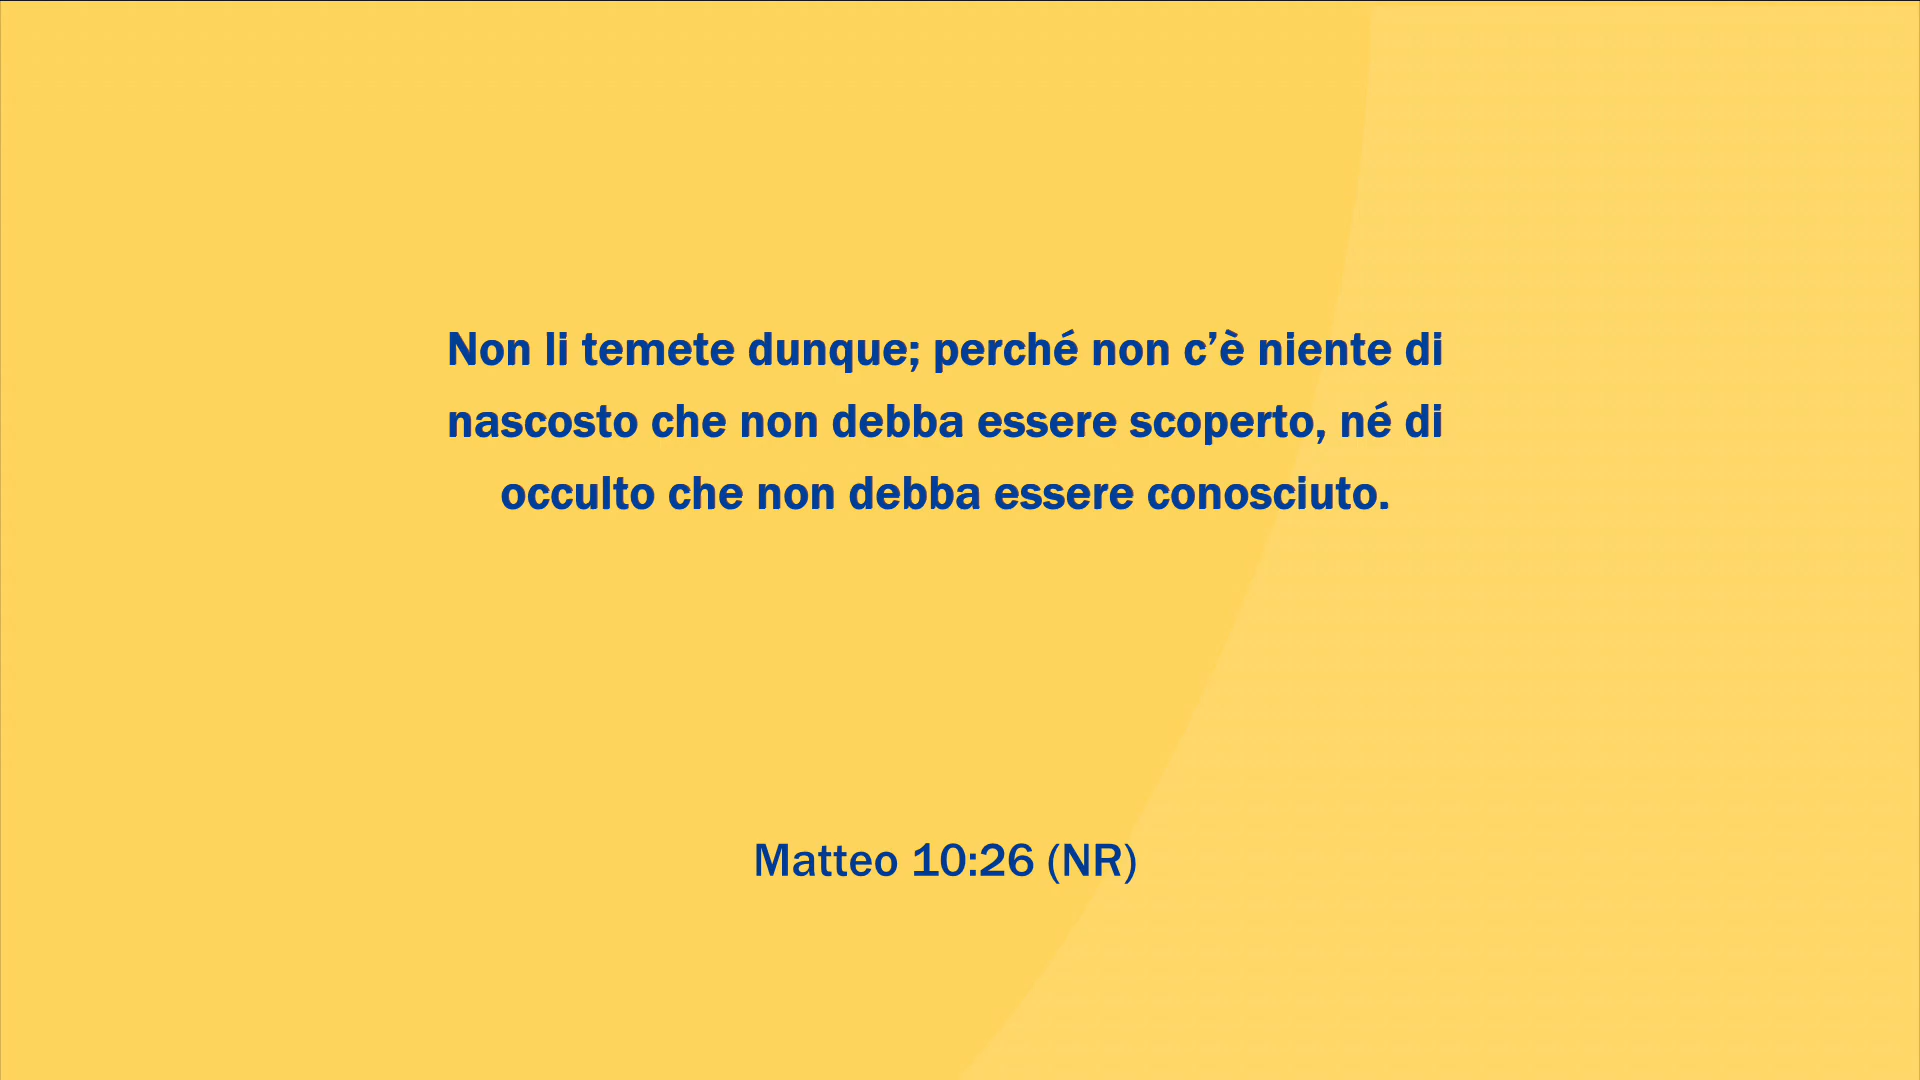 Non li temete dunque; perché non c’è niente di
nascosto che non debba essere scoperto, né di
occulto che non debba essere conosciuto.
Matteo 10:26 (NR)